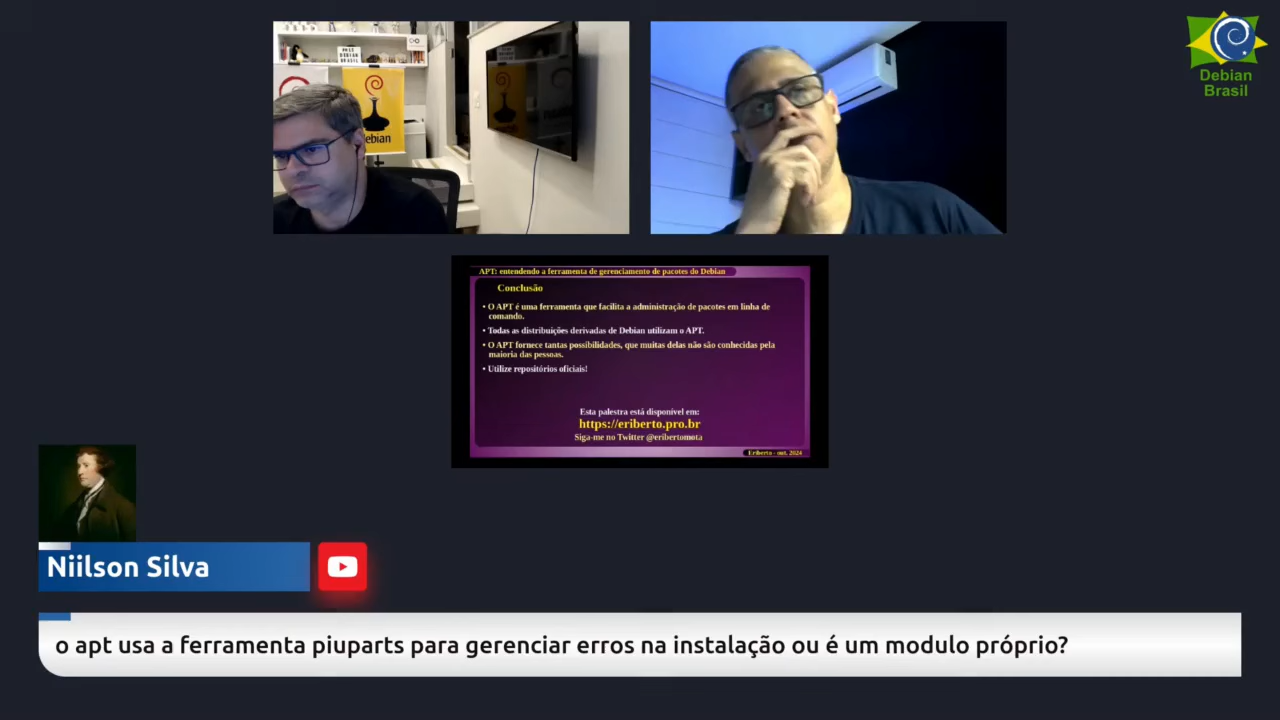 Debian
Brasil
debian
APT: entendendo a ferramenta de gerenciamento de pacotes do Debian
Conclusão
• O APT é uma ferramenta que facilita a administração de pacotes em linha de
comando.
• Todas as distribuições derivadas de Debian utilizam o APT.
• O APT fornece tantas possibilidades, que muitas delas não são conhecidas pela
maioria das pessoas.
• Utilize repositórios oficiais!
Esta palestra está disponível em:
https://eriberto.pro.br
Siga-me no Twitter @eribertomota
Eriberto - out. 2024
Niilson Silva
o apt usa a ferramenta piuparts para gerenciar erros na instalação ou é um modulo próprio?